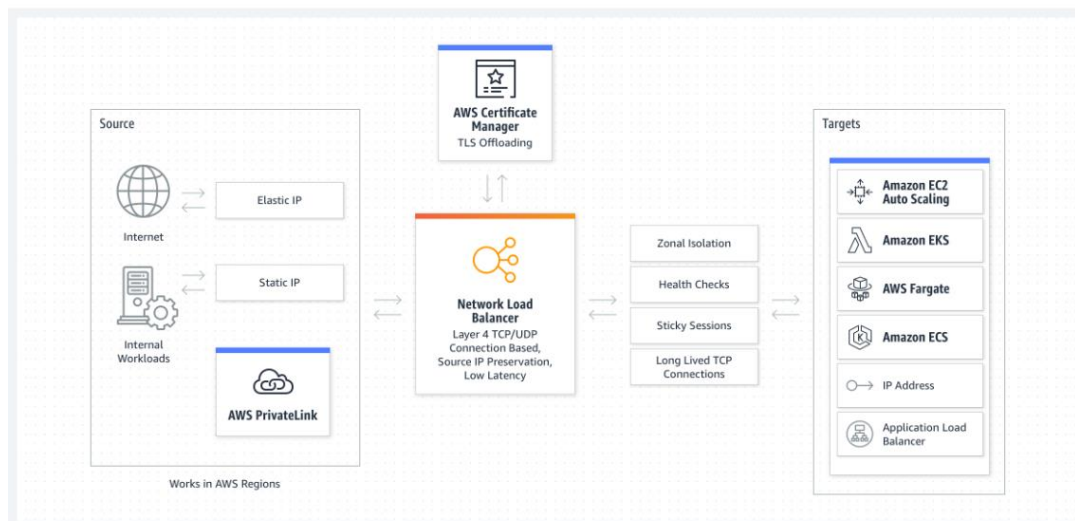 Source
Internet
Elastic IP
Internal
Workloads
Static IP
AWS PrivateLink
Works in AWS Regions
AWS Certificate
Manager
TLS Offloading
Network Load
Balancer
Layer 4 TCP/UDP
Connection Based,
Source IP Preservation,
Low Latency
Zonal Isolation
Health Checks
Sticky Sessions
Long Lived TCP
Connections
Targets
Amazon EC2
Auto Scaling
Amazon EKS
AWS Fargate
Amazon ECS
K
IP Address
Application Load
Balancer